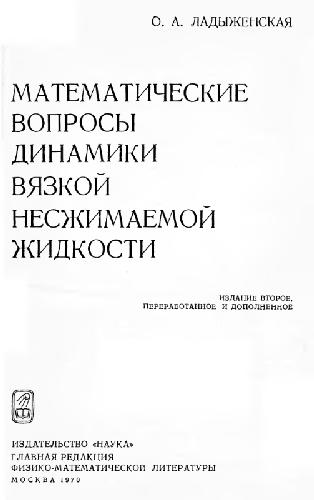 О. А. ЛАДЫЖЕНСКАЯ
МАТЕМАТИЧЕСКИЕ
ВОПРОСЫ
ДИНАМИКИ
ВЯЗКОЙ
НЕСЖИМАЕМОЙ
ЖИДКОСТИ
ИЗДАНИЕ ВТОРОЕ,
ПЕРЕРАБОТАННОЕ И ДОПОЛНЕННОЕ
ИЗДАТЕЛЬСТВО «НАУКА»
ГЛАВНАЯ РЕДАКЦИЯ
ФИЗИКО-МАТЕМАТИЧЕСКОЙ ЛИТЕРАТУРЫ
МОСКВА 1970